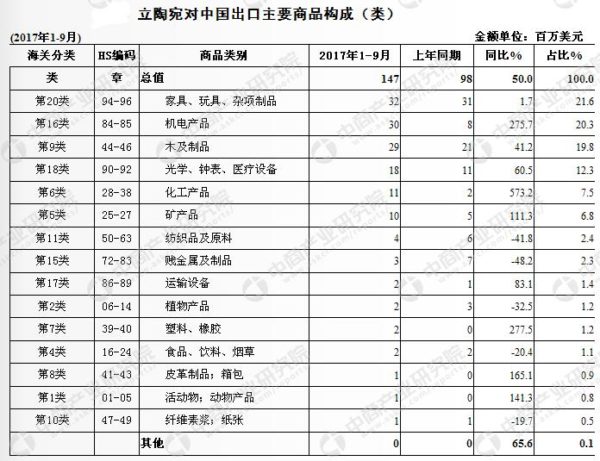 立陶宛对中国出口主要商品构成（类）
(2017年1-9月) 金额单位：百万美元
海关分类 HS编码 商品类别 2017年1-9月 上年同期 同比% 占比%
类 章 总值 147 98 50.0 100.0
第20类 94-96 家具、玩具、杂项制品 32 31 1.7 21.6
第16类 84-85 机电产品 30 8 275.7 20.3
第9类 44-46 木及制品 29 21 41.2 19.8
第18类 90-92 光学、钟表、医疗设备 18 11 60.5 12.3
第6类 28-38 化工产品 11 2 573.2 7.5
第5类 25-27 矿产品 10 5 111.3 6.8
第11类 50-63 纺织品及原料 4 6 -41.8 2.4
第15类 72-83 贱金属及制品 3 7 -48.2 2.3
第17类 86-89 运输设备 2 1 83.1 1.4
第2类 06-14 植物产品 2 3 -32.5 1.2
第7类 39-40 塑料、橡胶 2 0 277.5 1.2
第4类 16-24 食品、饮料、烟草 2 2 -20.4 1.1
第8类 41-43 皮革制品；箱包 1 0 165.1 0.9
第1类 01-05 活动物；动物产品 1 0 141.3 0.8
第10类 47-49 纤维素浆；纸张 1 1 -19.7 0.5
其他 0 0 65.6 0.1
中商产业研究院